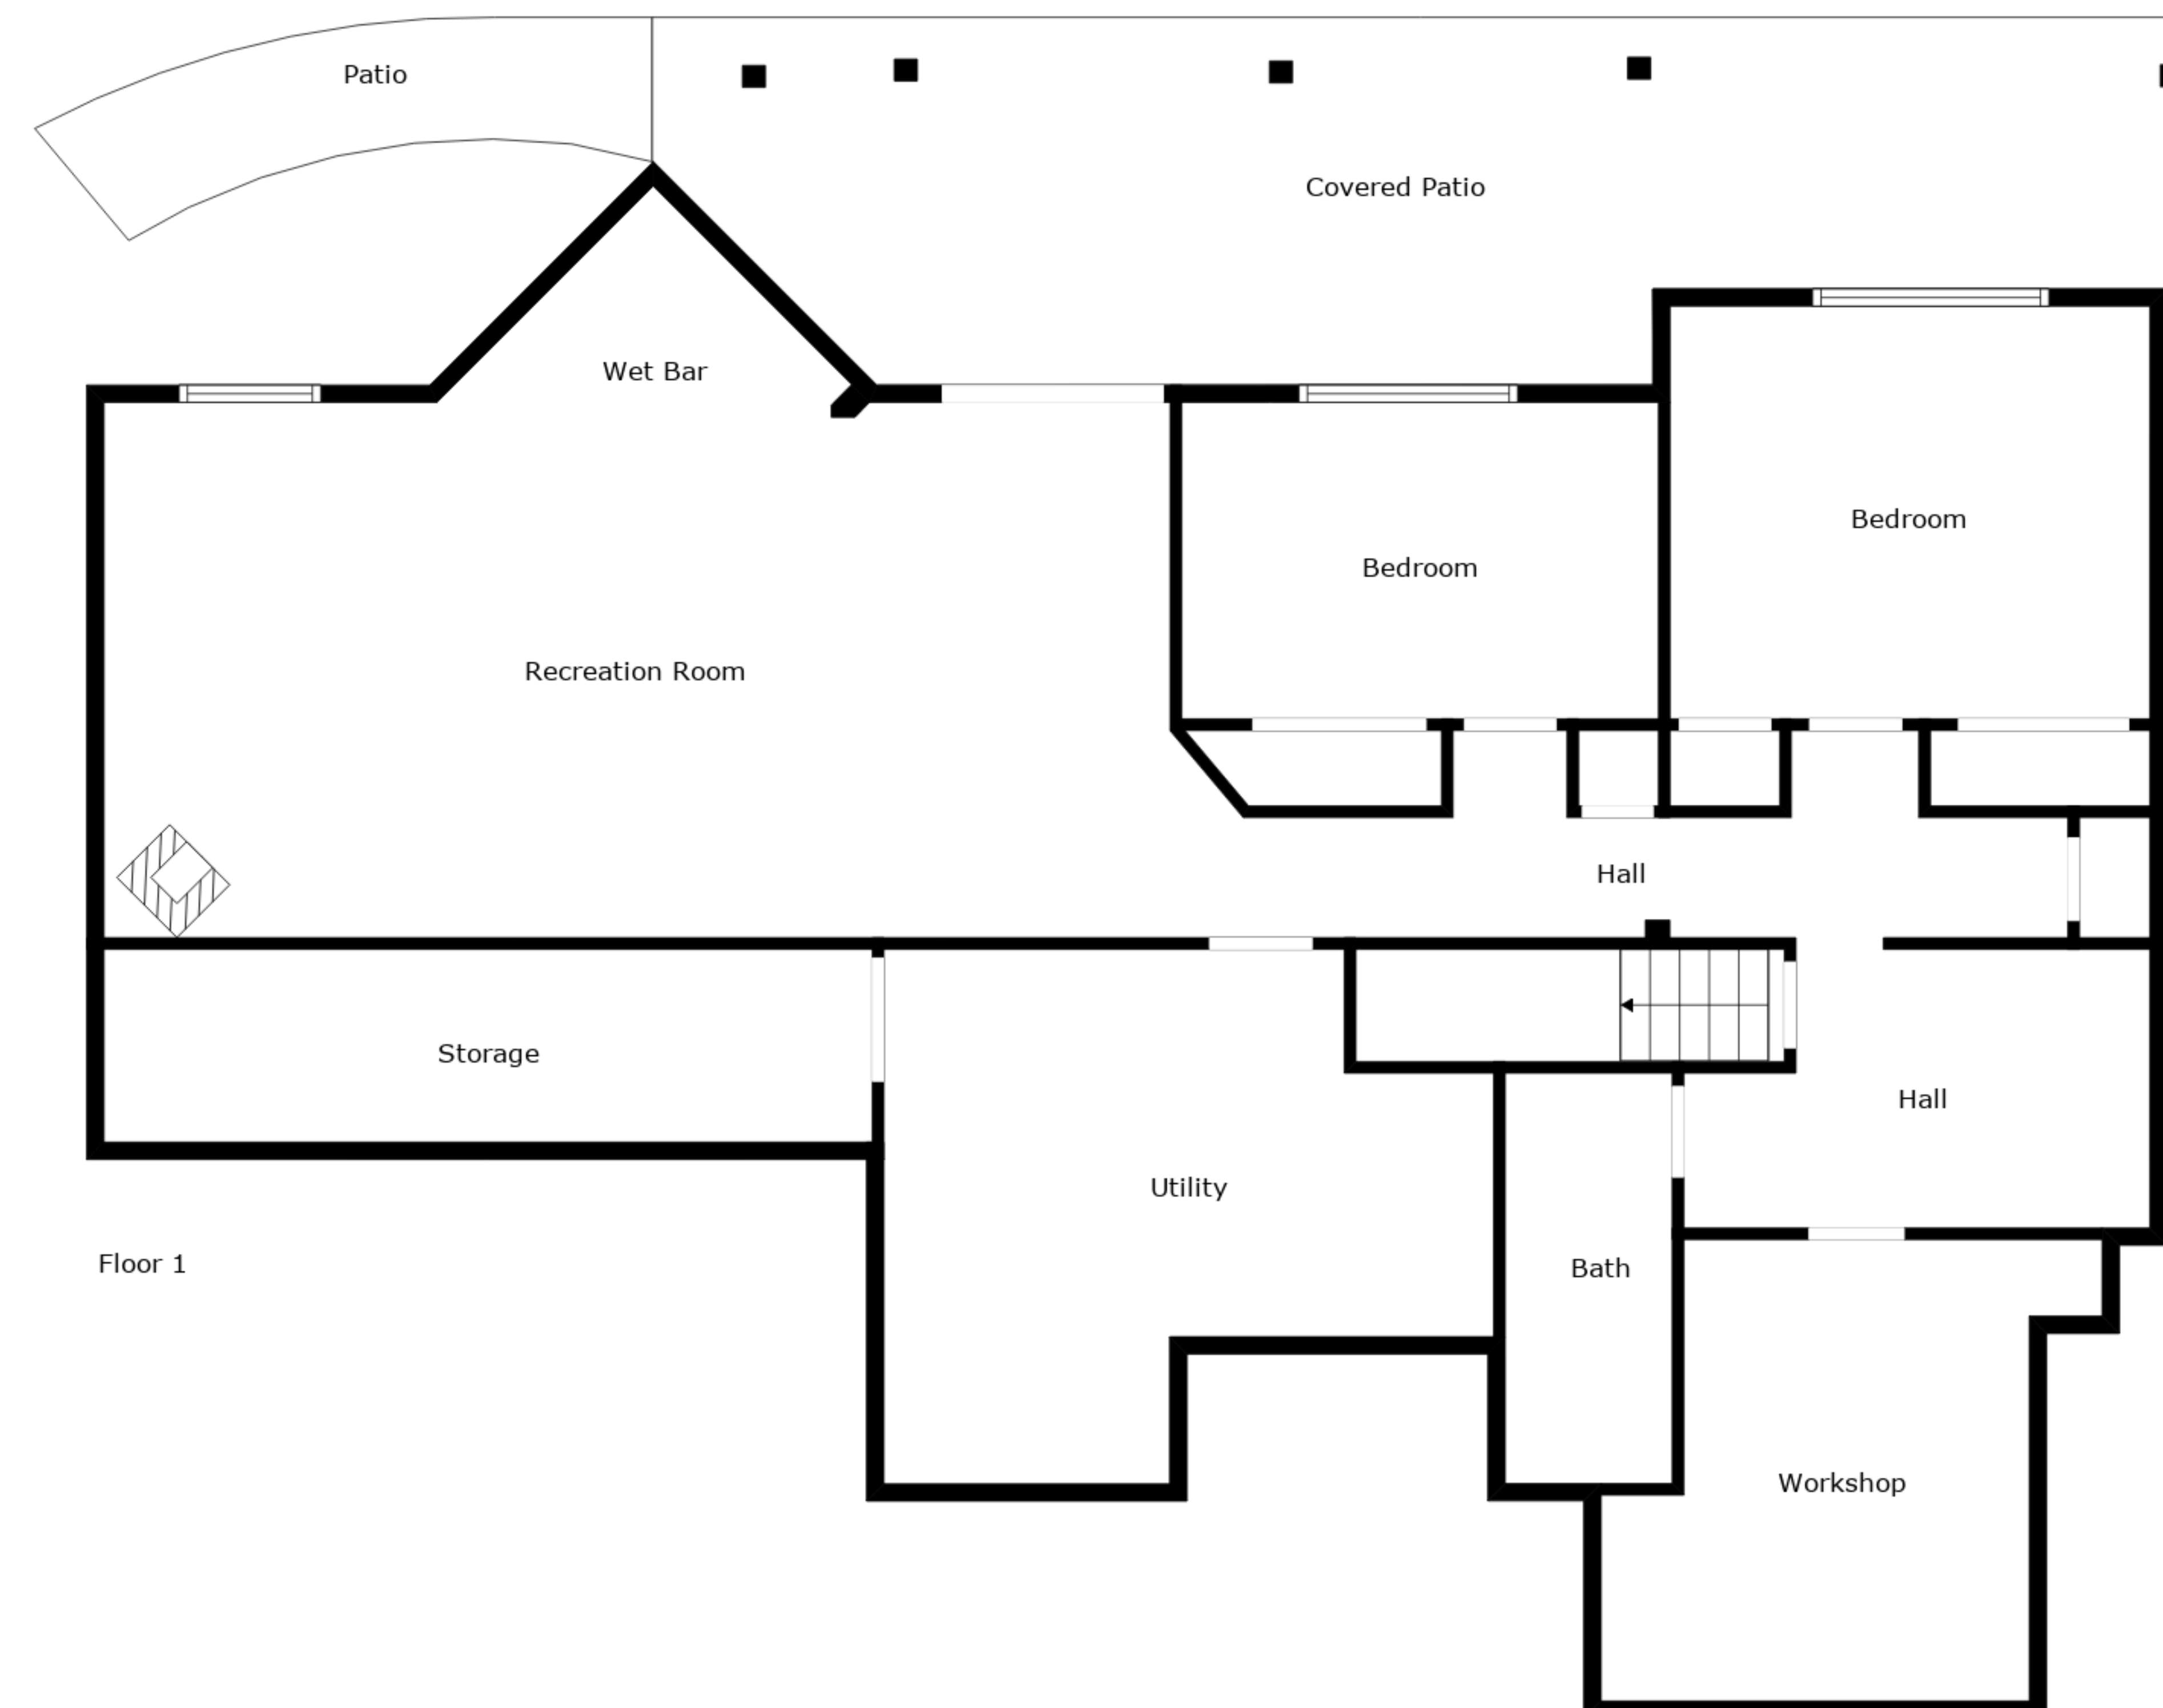 Patio
Covered Patio
Wet Bar
Bedroom
Bedroom
Recreation Room
Hall
Storage
Hall
Utility
Floor 1
Bath
Workshop